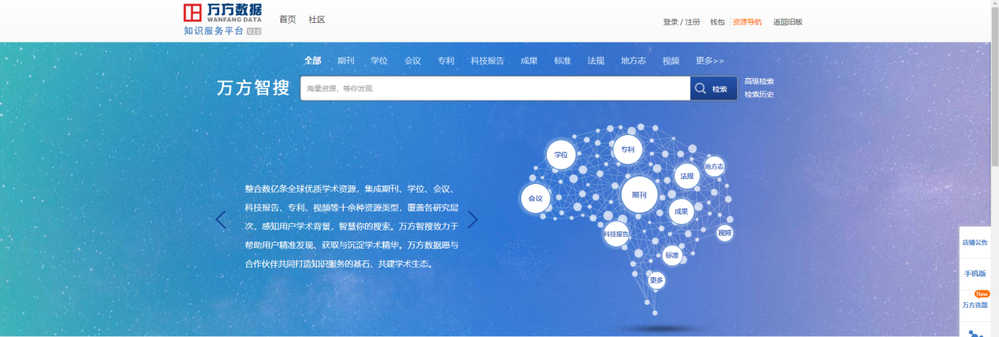 万方数据
WANFANG DATA
知识服务平台 V2.0
首页 社区
登录 / 注册 钱包 资源导航 返回旧版
全部 期刊 学位 会议 专利 科技报告 成果 标准 法规 地方志 视频 更多>>
万方智搜
海量资源，等你发现
检索
高级检索
检索历史
整合数亿条全球优质学术资源，集成期刊、学位、会议、
科技报告、专利、视频等十余种资源类型，覆盖各研究层
次，感知用户学术背景，智慧你的搜索。万方智搜致力于
帮助用户精准发现、获取与沉淀学术精华。万方数据愿与
合作伙伴共同打造知识服务的基石、共建学术生态。
学位
专利
地方志
法规
会议
期刊
成果
科技报告
视频
标准
更多
店铺公告
手机版
New
万方选题